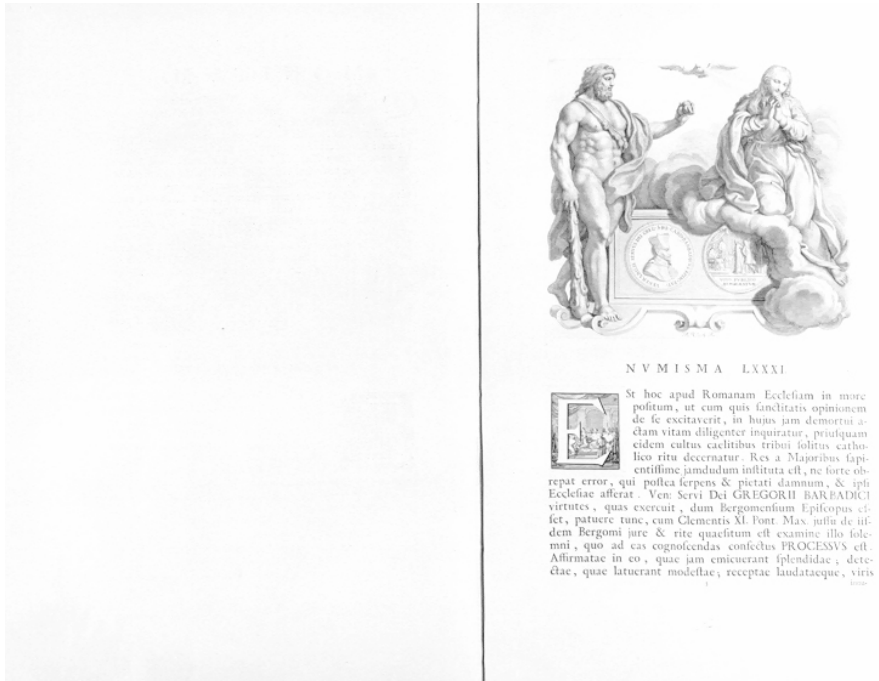 NVMISMA LXXXI.
ESt hoc apud Romanam Ecclesiam in more
positum, ut cum quis sanctitatis opinionem
de se excitaverit, in hujus jam demortui a-
ctam vitam diligenter inquiratur, priusquam
eidem cultus caelitibus tribui solitus catho-
lico ritu decernatur. Res a Majoribus sapi-
entissime jamdudum instituta est, ne forte ob-
repat error, qui postea serpens & pietati damnum, & ipsi
Ecclesiae afferat. Ven: Servi Dei GREGORII BARBADICI
virtutes, quas exercuit, dum Bergomensium Episcopus es-
set, patuere tunc, cum Clementis XI. Pont. Max. jussu de iis-
dem Bergomi jure & rite quaesitum est examine illo sole-
mni, quo ad eas cognoscendas confectus PROCESSVS est.
Affirmatae in eo, quae jam emicuerant splendidae; dete-
ctae, quae latuerant modestae; receptae laudataeque, viris